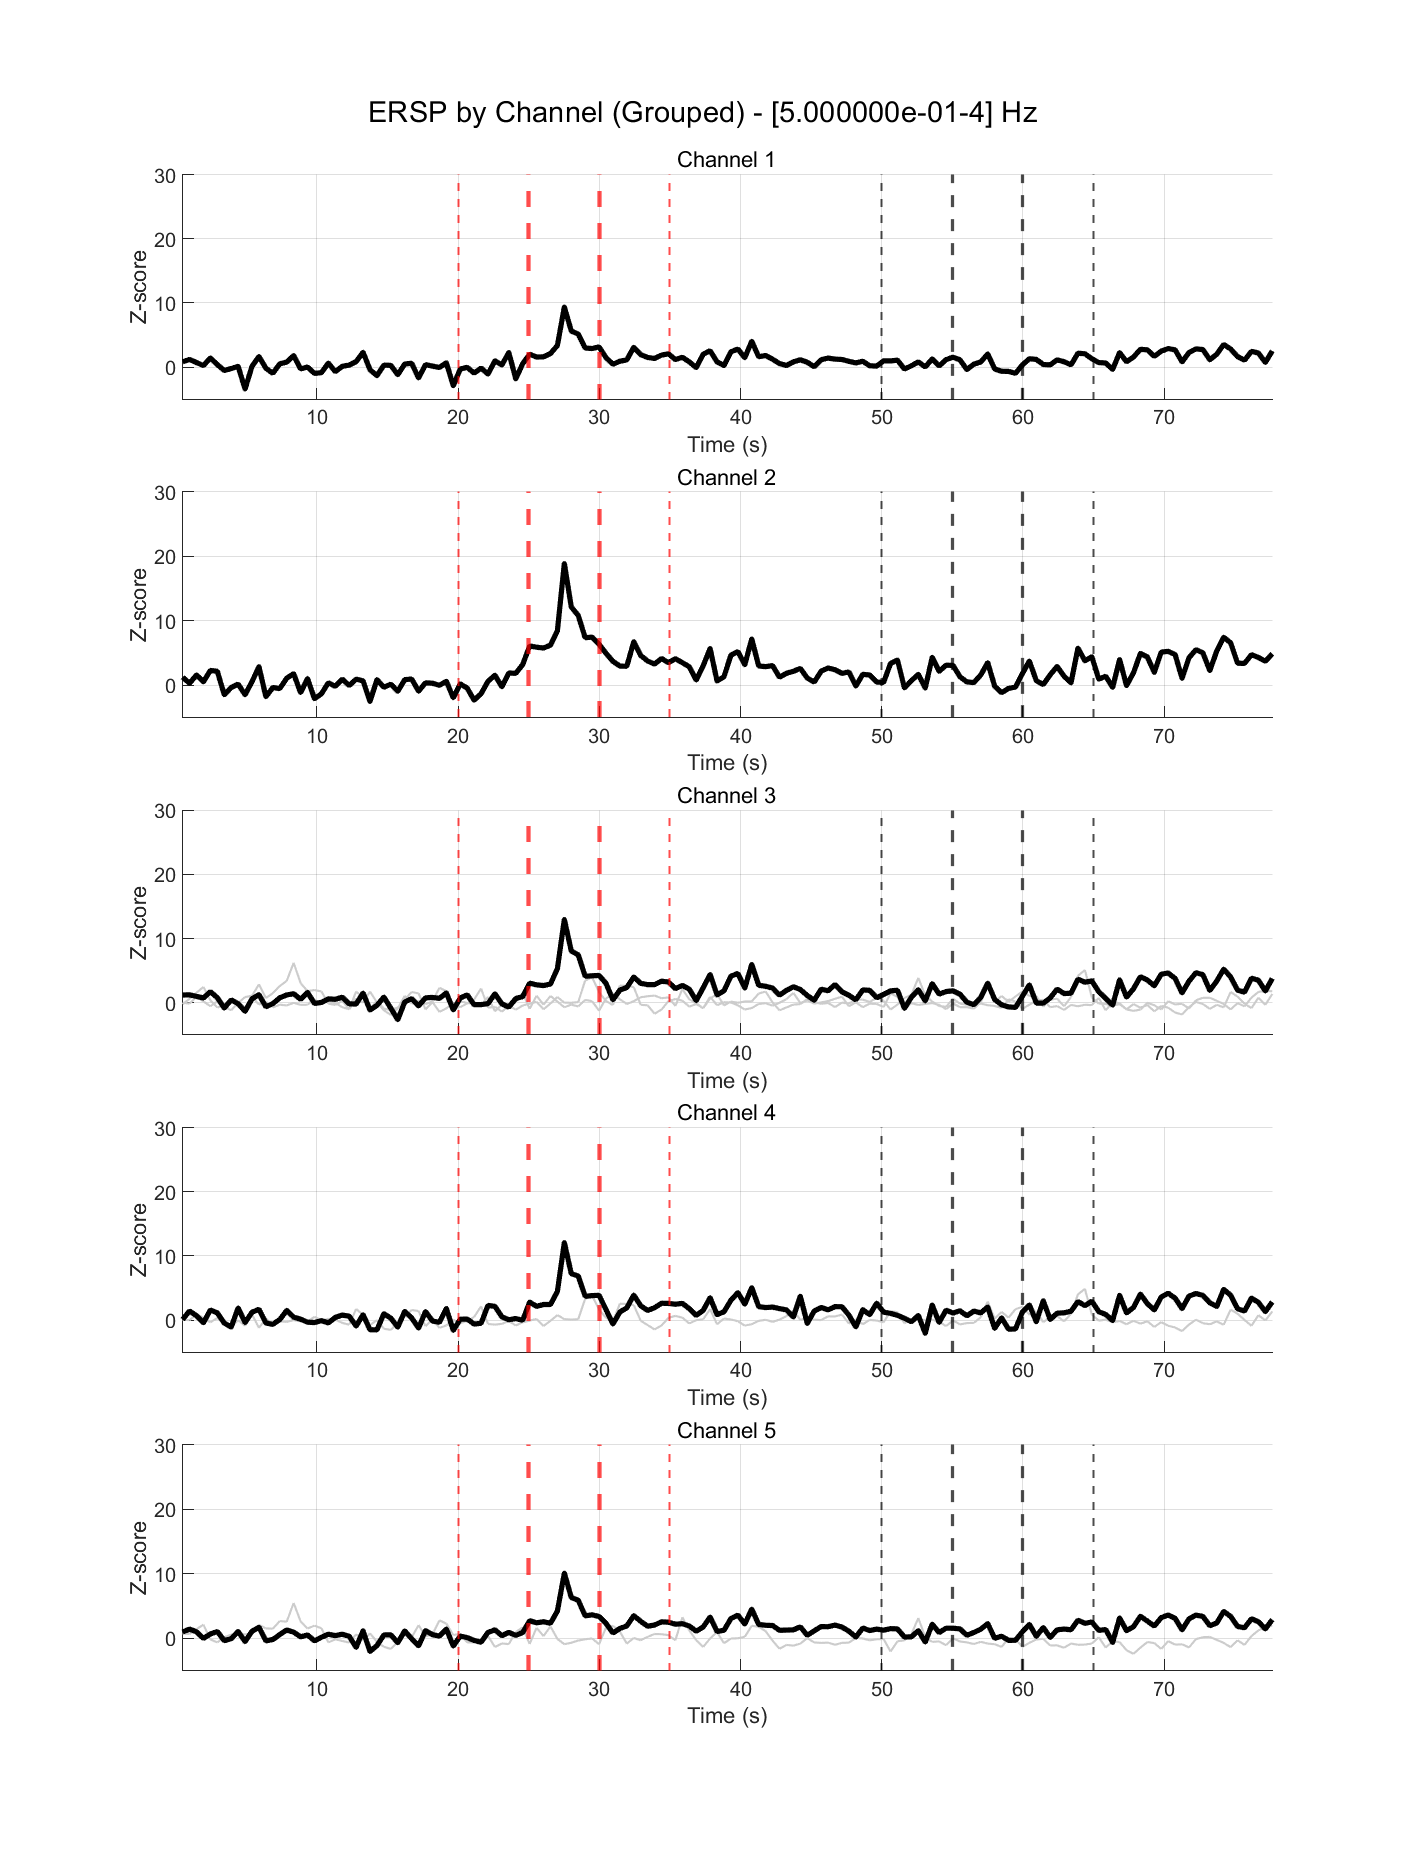 ERSP by Channel (Grouped) - [5.000000e-01-4] Hz
Channel 1
30
20
10
0
Z-score
10 20 30 40 50 60 70
Time (s)
Channel 2
30
20
10
0
Z-score
10 20 30 40 50 60 70
Time (s)
Channel 3
30
20
10
0
Z-score
10 20 30 40 50 60 70
Time (s)
Channel 4
30
20
10
0
Z-score
10 20 30 40 50 60 70
Time (s)
Channel 5
30
20
10
0
Z-score
10 20 30 40 50 60 70
Time (s)